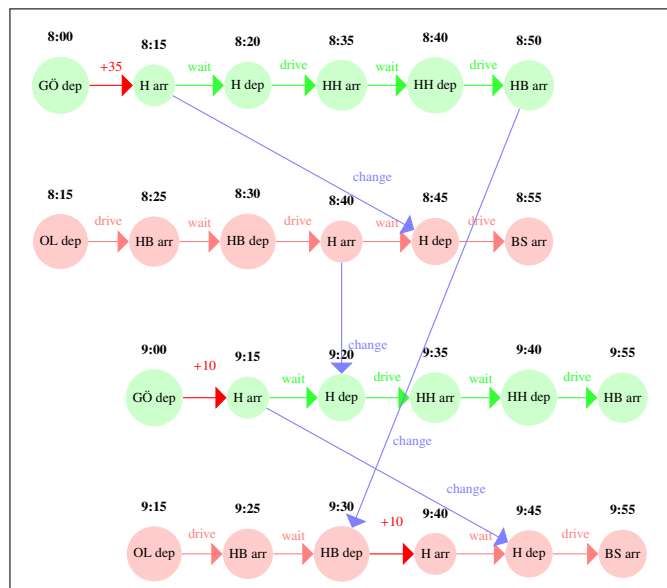 8:00 8:15 8:20 8:35 8:40 8:50
+35 wait drive wait drive
GÖ dep H arr H dep HH arr HH dep HB arr
change
8:15 8:25 8:30 8:40 8:45 8:55
drive wait drive wait drive
OL dep HB arr HB dep H arr H dep BS arr
change
9:00 9:15 9:20 9:35 9:40 9:55
+10 wait drive wait drive
GÖ dep H arr H dep HH arr HH dep HB arr
change
change
9:15 9:25 9:30 9:40 9:45 9:55
drive wait +10 wait drive
OL dep HB arr HB dep H arr H dep BS arr